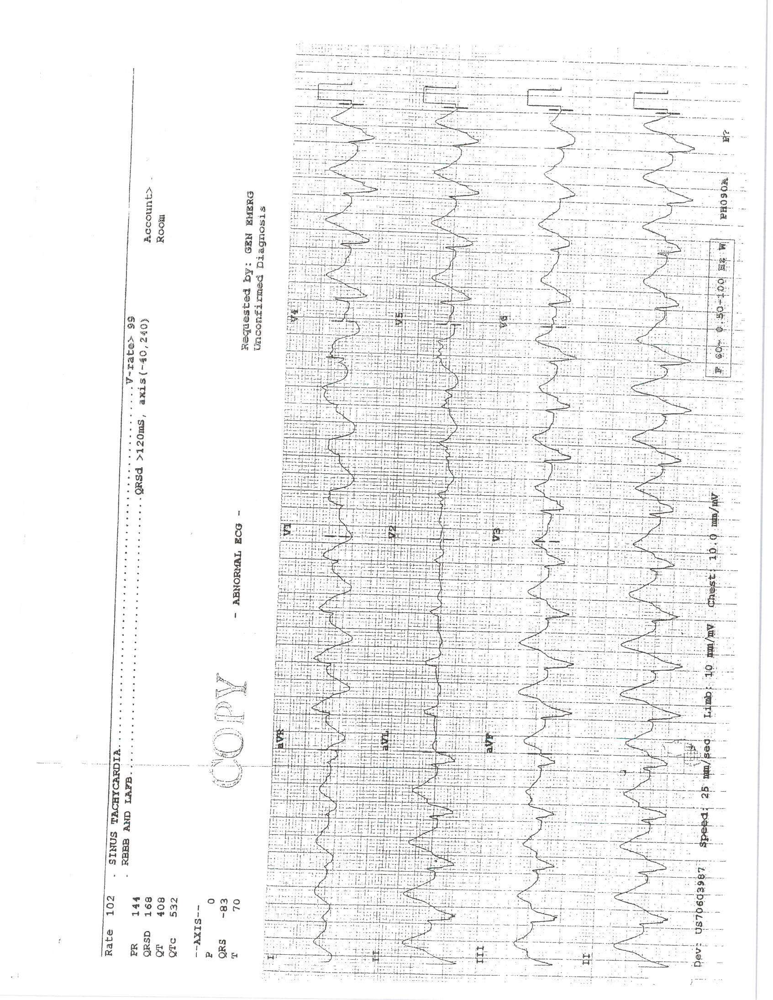 Rate 102 . SINUS TACHYCARDIA...V-rate> 99
. RBBB AND LAFB...QRSd >120ms, axis(-40,240)
PR 144
QRSD 168
QT 408
QTc 532
Account>
Room
--AXIS--
P 0
QRS -83
T 70
- ABNORMAL ECG -
Requested by: GEN EMERG
Unconfirmed Diagnosis
COPY
I aVR V1 V4
II aVL V2 V5
III aVF V3 V6
II
F 60~ 0.50-100 Hz W
Dev: US70603987 Speed: 25 mm/sec Limb: 10 mm/mV Chest: 10.0 mm/mV PH090A